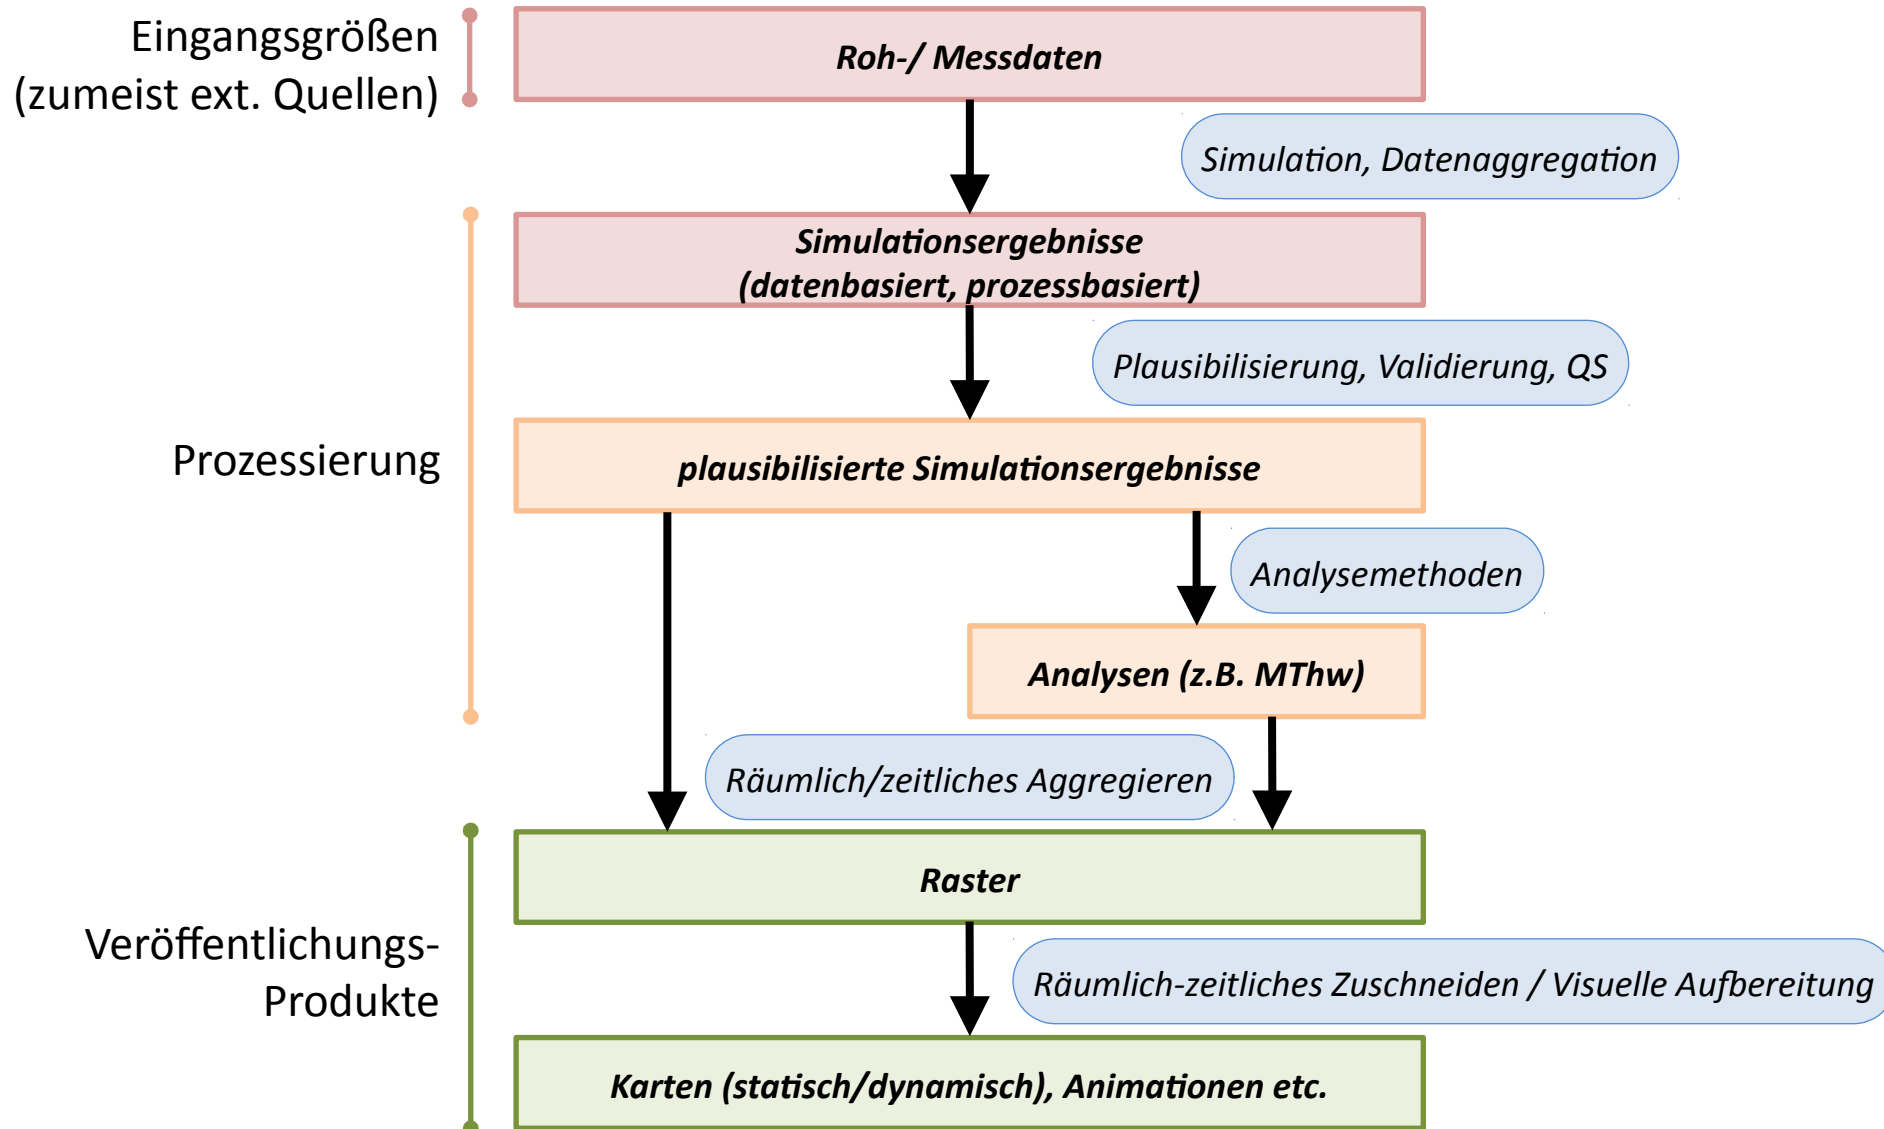 Eingangsgrößen
(zumeist ext. Quellen)
Roh-/ Messdaten
Simulation, Datenaggregation
Simulationsergebnisse
(datenbasiert, prozessbasiert)
Plausibilisierung, Validierung, QS
Prozessierung
plausibilisierte Simulationsergebnisse
Analysemethoden
Analysen (z.B. MThw)
Räumlich/zeitliches Aggregieren
Raster
Veröffentlichungs-
Produkte
Räumlich-zeitliches Zuschneiden / Visuelle Aufbereitung
Karten (statisch/dynamisch), Animationen etc.